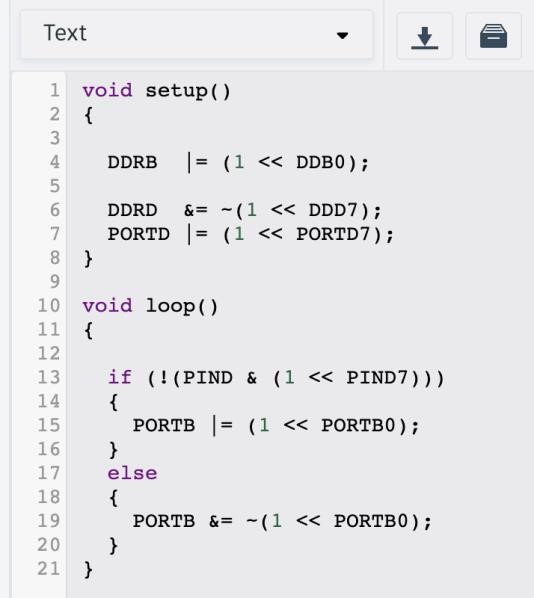 Text
1 void setup()
2 {
3
4   DDRB  |= (1 << DDB0);
5
6   DDRD  &= ~(1 << DDD7);
7   PORTD |= (1 << PORTD7);
8 }
9
10 void loop()
11 {
12
13   if (!(PIND & (1 << PIND7)))
14   {
15     PORTB |= (1 << PORTB0);
16   }
17   else
18   {
19     PORTB &= ~(1 << PORTB0);
20   }
21 }